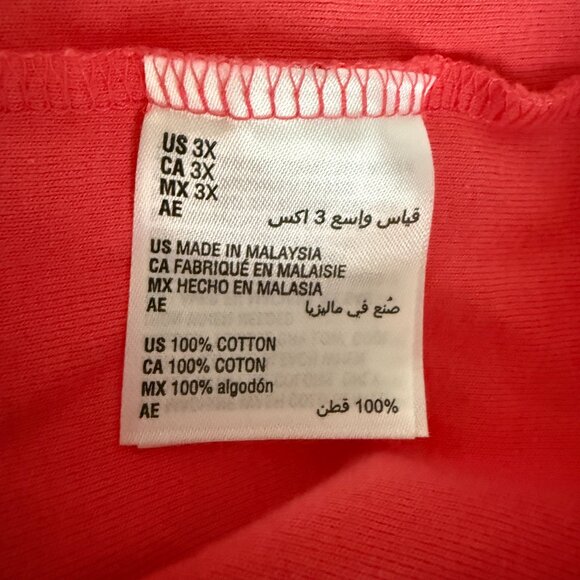 US 3X
CA 3X
MX 3X
AE قياس واسع 3 اكس
US MADE IN MALAYSIA
CA FABRIQUÉ EN MALAISIE
MX HECHO EN MALASIA
AE صُنع في ماليزيا
US 100% COTTON
CA 100% COTON
MX 100% algodón
AE 100% قطن